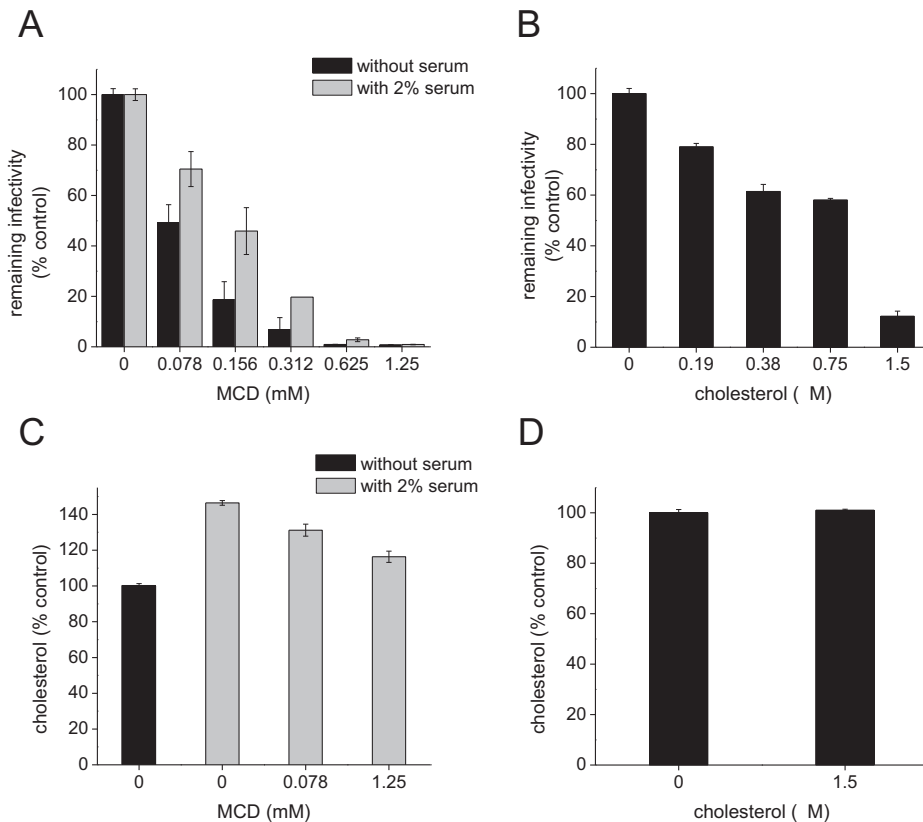 A
without serum
with 2% serum
100
80
60
40
20
0
remaining infectivity
(% control)
0 0.078 0.156 0.312 0.625 1.25
MCD (mM)
B
100
80
60
40
20
0
remaining infectivity
(% control)
0 0.19 0.38 0.75 1.5
cholesterol ( M)
C
without serum
with 2% serum
140
120
100
80
60
40
20
0
cholesterol (% control)
0 0 0.078 1.25
MCD (mM)
D
100
80
60
40
20
0
cholesterol (% control)
0 1.5
cholesterol ( M)